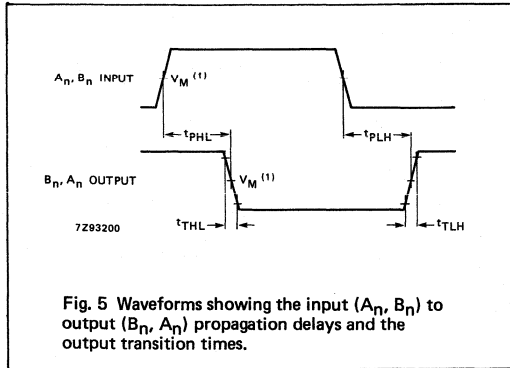 An, Bn INPUT
VM (1)
tPHL
tPLH
Bn, An OUTPUT
VM (1)
7Z93200
tTHL
tTLH
Fig. 5 Waveforms showing the input (An, Bn) to
output (Bn, An) propagation delays and the
output transition times.